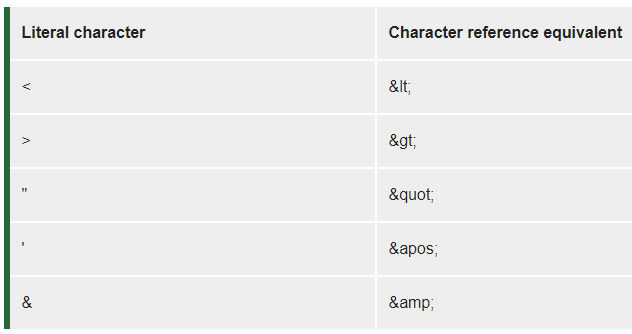 Literal character Character reference equivalent
< &lt;
> &gt;
" &quot;
' &apos;
& &amp;